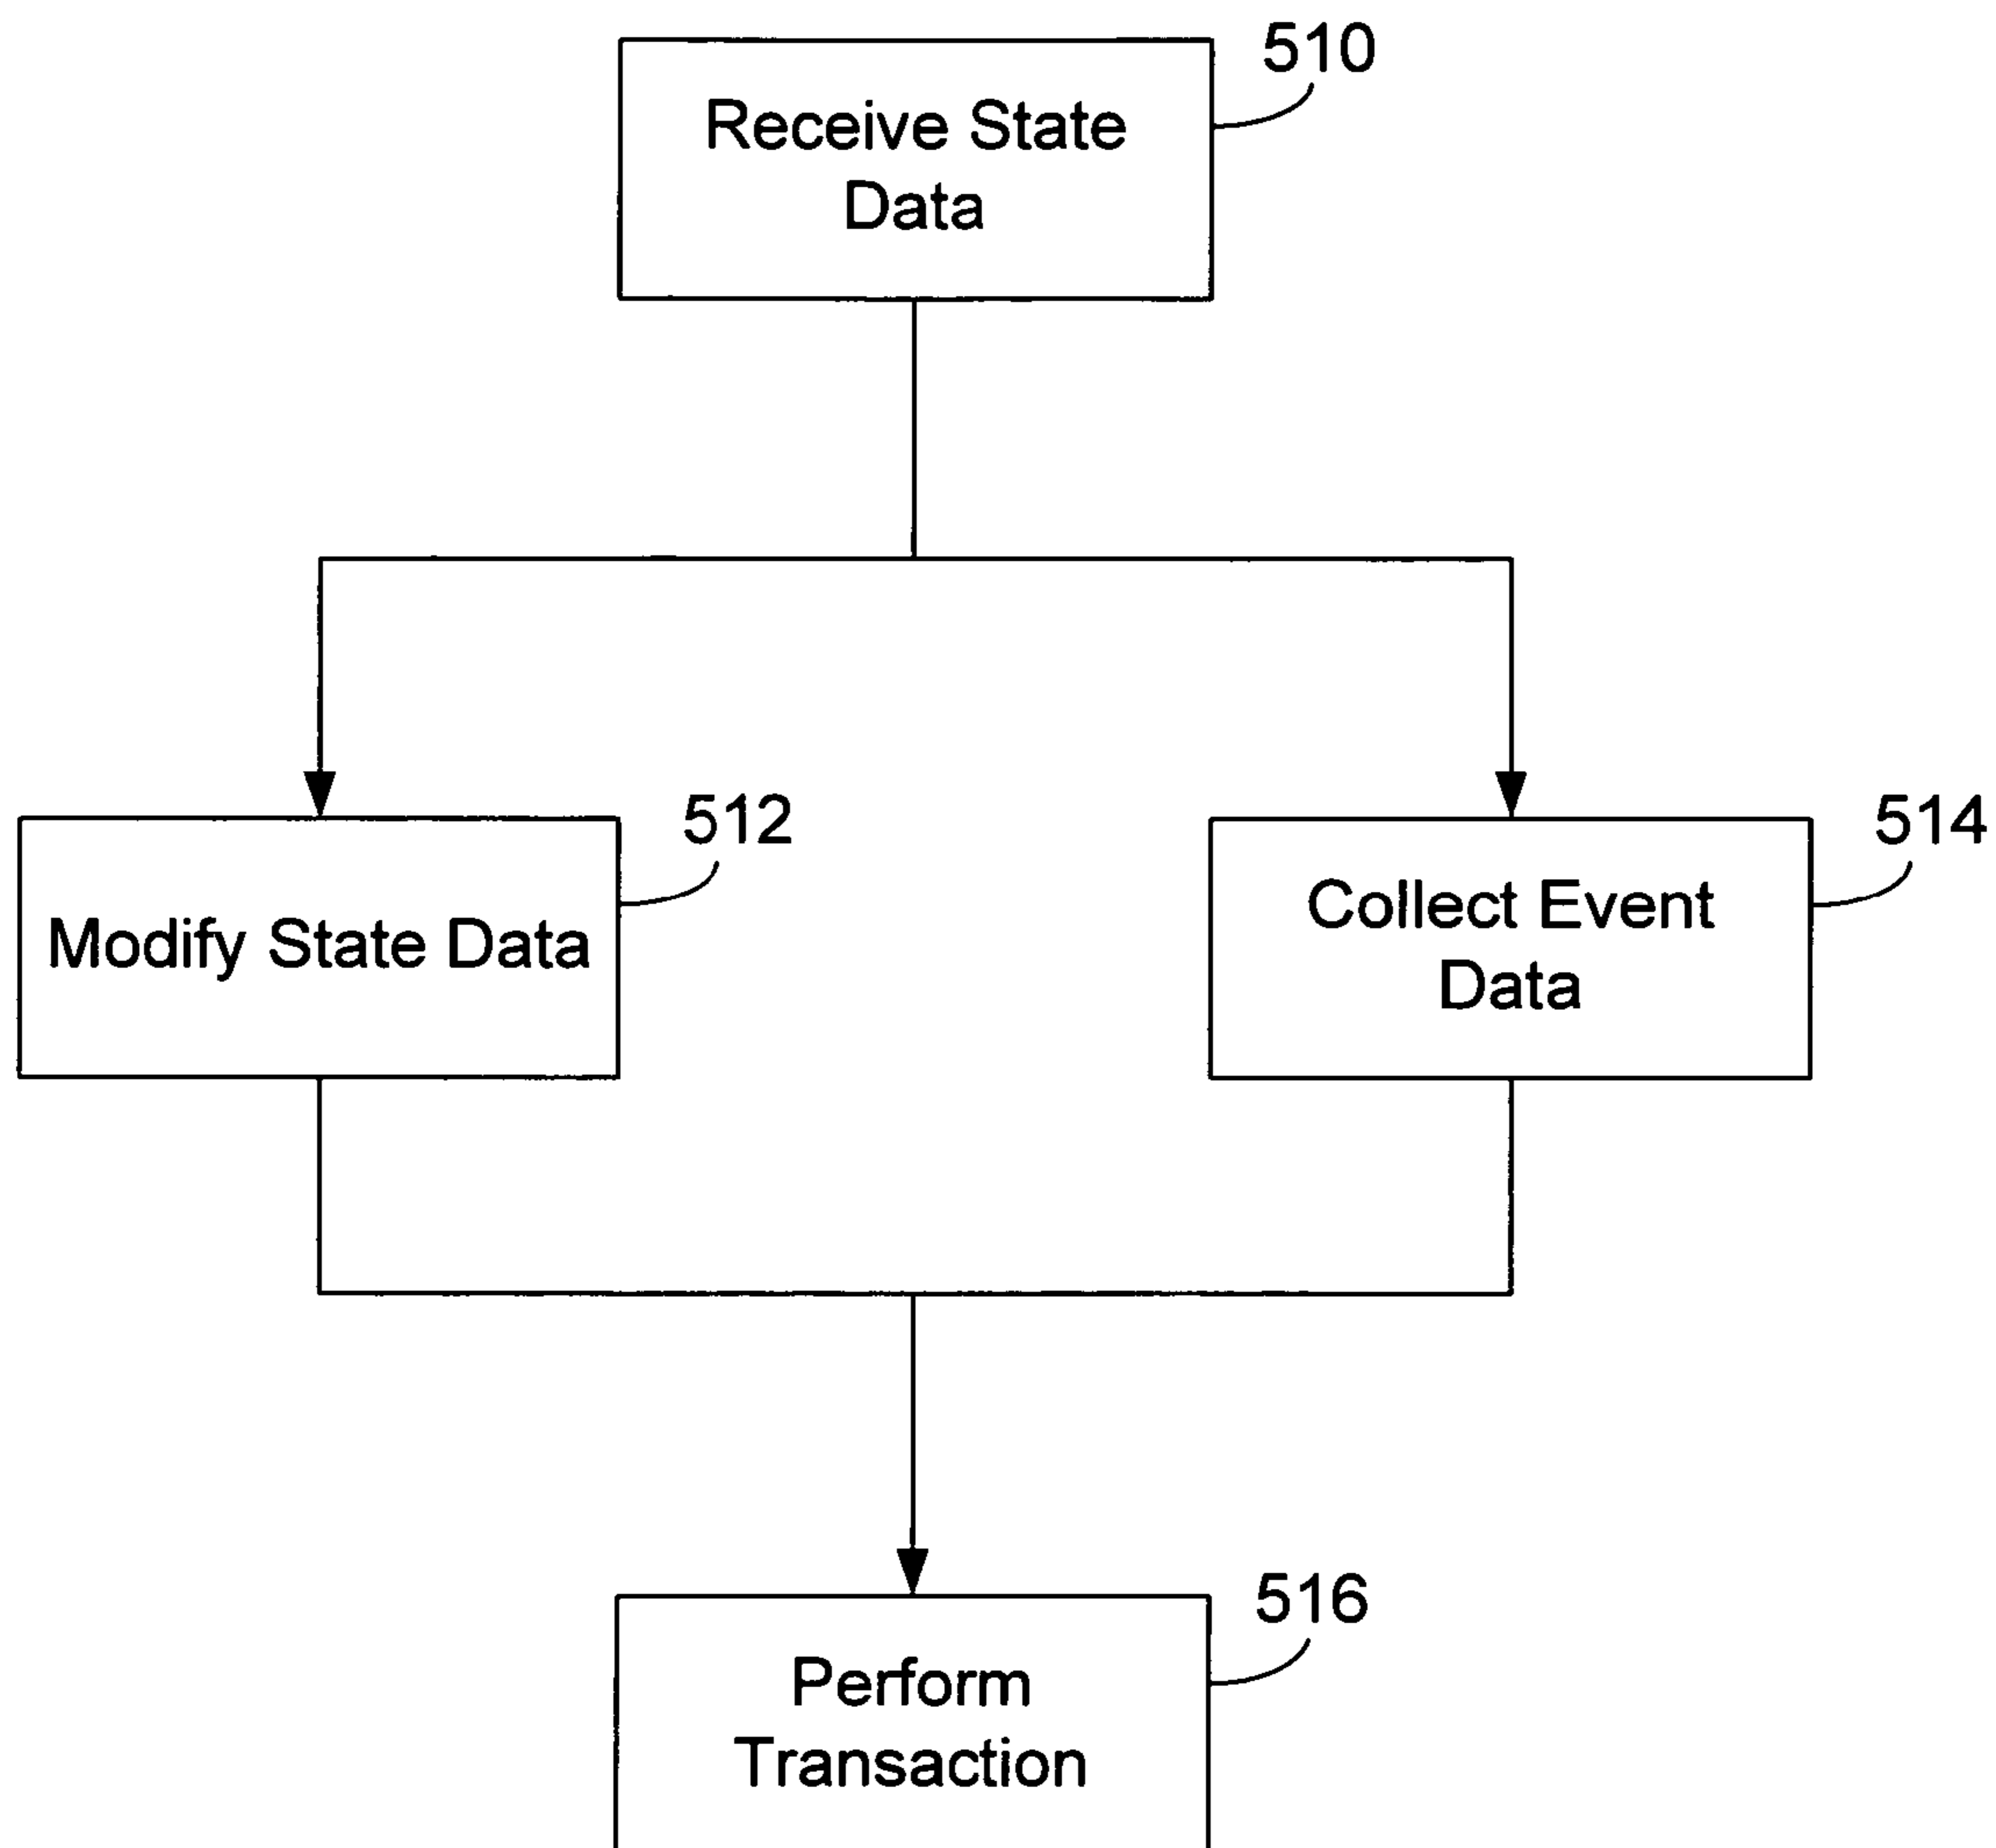 510
Receive State
Data
512
Modify State Data
514
Collect Event
Data
516
Perform
Transaction